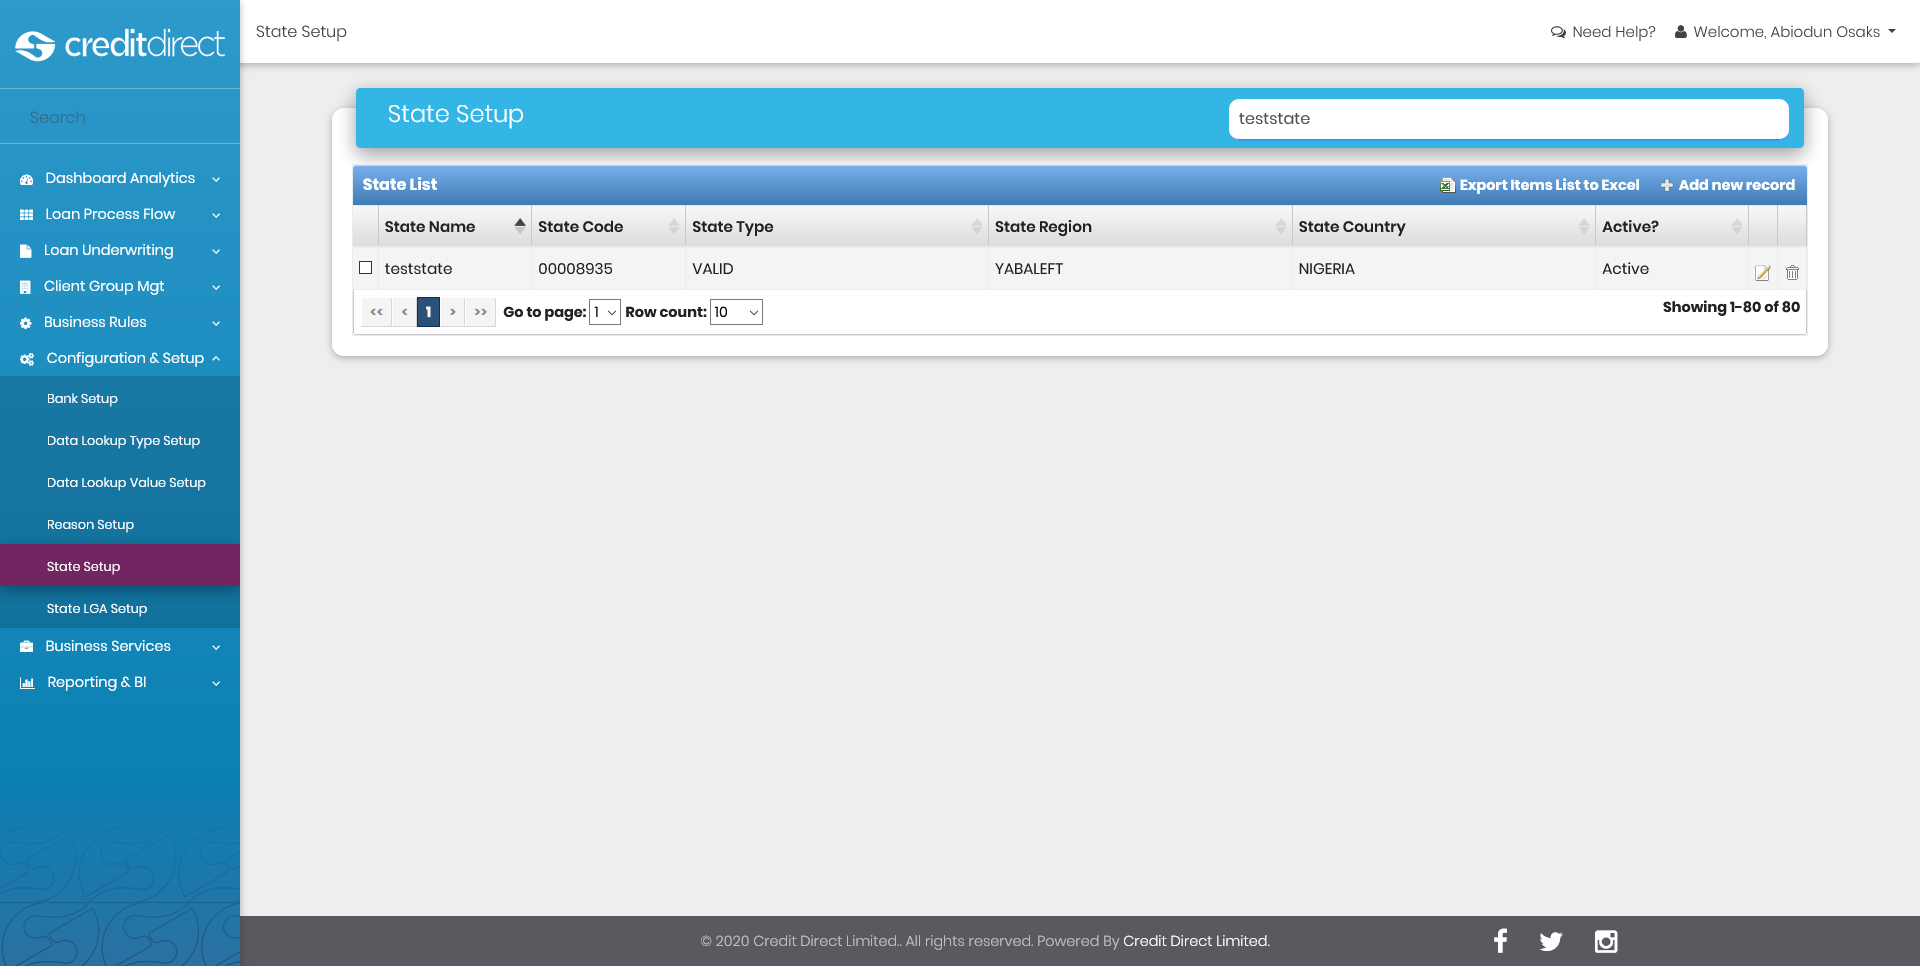 creditdirect
State Setup
Need Help?
Welcome, Abiodun Osaks
Search
Dashboard Analytics
Loan Process Flow
Loan Underwriting
Client Group Mgt
Business Rules
Configuration & Setup
Bank Setup
Data Lookup Type Setup
Data Lookup Value Setup
Reason Setup
State Setup
State LGA Setup
Business Services
Reporting & BI
State Setup
teststate
State List
Export Items List to Excel
Add new record
State Name State Code State Type State Region State Country Active?
teststate 00008935 VALID YABALEFT NIGERIA Active
<< < 1 > >> Go to page: 1 Row count: 10
Showing 1-80 of 80
© 2020 Credit Direct Limited.. All rights reserved. Powered By Credit Direct Limited.